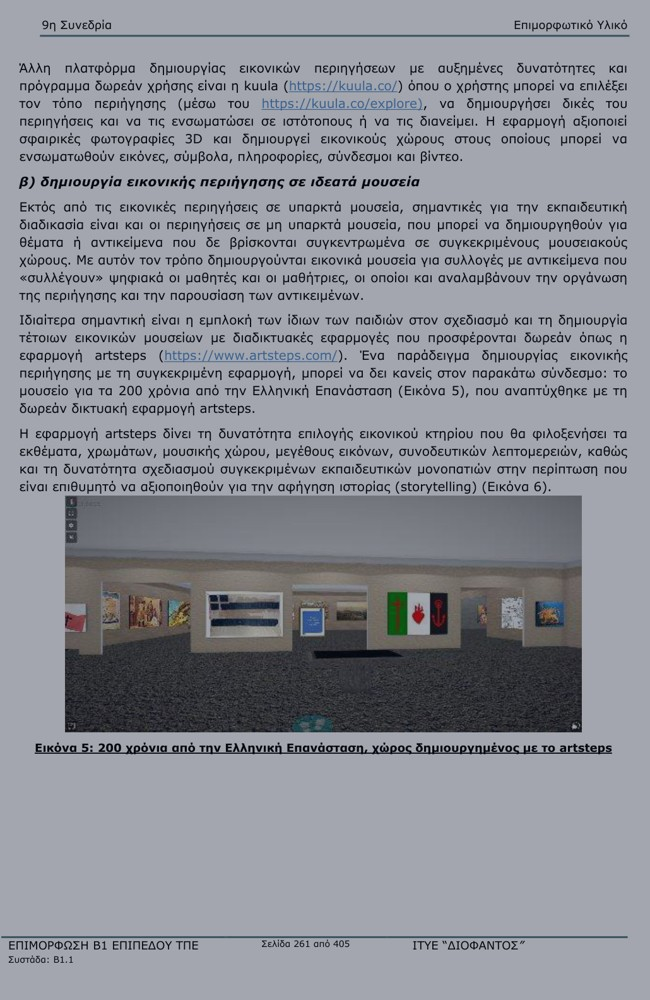 9η Συνεδρία Επιμορφωτικό Υλικό
Άλλη πλατφόρμα δημιουργίας εικονικών περιηγήσεων με αυξημένες δυνατότητες και
πρόγραμμα δωρεάν χρήσης είναι η kuula (https://kuula.co/) όπου ο χρήστης μπορεί να επιλέξει
τον τόπο περιήγησης (μέσω του https://kuula.co/explore), να δημιουργήσει δικές του
περιηγήσεις και να τις ενσωματώσει σε ιστότοπους ή να τις διανείμει. Η εφαρμογή αξιοποιεί
σφαιρικές φωτογραφίες 3D και δημιουργεί εικονικούς χώρους στους οποίους μπορεί να
ενσωματωθούν εικόνες, σύμβολα, πληροφορίες, σύνδεσμοι και βίντεο.
β) δημιουργία εικονικής περιήγησης σε ιδεατά μουσεία
Εκτός από τις εικονικές περιηγήσεις σε υπαρκτά μουσεία, σημαντικές για την εκπαιδευτική
διαδικασία είναι και οι περιηγήσεις σε μη υπαρκτά μουσεία, που μπορεί να δημιουργηθούν για
θέματα ή αντικείμενα που δε βρίσκονται συγκεντρωμένα σε συγκεκριμένους μουσειακούς
χώρους. Με αυτόν τον τρόπο δημιουργούνται εικονικά μουσεία για συλλογές με αντικείμενα που
«συλλέγουν» ψηφιακά οι μαθητές και οι μαθήτριες, οι οποίοι και αναλαμβάνουν την οργάνωση
της περιήγησης και την παρουσίαση των αντικειμένων.
Ιδιαίτερα σημαντική είναι η εμπλοκή των ίδιων των παιδιών στον σχεδιασμό και τη δημιουργία
τέτοιων εικονικών μουσείων με διαδικτυακές εφαρμογές που προσφέρονται δωρεάν όπως η
εφαρμογή artsteps (https://www.artsteps.com/). Ένα παράδειγμα δημιουργίας εικονικής
περιήγησης με τη συγκεκριμένη εφαρμογή, μπορεί να δει κανείς στον παρακάτω σύνδεσμο: το
μουσείο για τα 200 χρόνια από την Ελληνική Επανάσταση (Εικόνα 5), που αναπτύχθηκε με τη
δωρεάν δικτυακή εφαρμογή artsteps.
Η εφαρμογή artsteps δίνει τη δυνατότητα επιλογής εικονικού κτηρίου που θα φιλοξενήσει τα
εκθέματα, χρωμάτων, μουσικής χώρου, μεγέθους εικόνων, συνοδευτικών λεπτομερειών, καθώς
και τη δυνατότητα σχεδιασμού συγκεκριμένων εκπαιδευτικών μονοπατιών στην περίπτωση που
είναι επιθυμητό να αξιοποιηθούν για την αφήγηση ιστορίας (storytelling) (Εικόνα 6).
Εικόνα 5: 200 χρόνια από την Ελληνική Επανάσταση, χώρος δημιουργημένος με το artsteps
ΕΠΙΜΟΡΦΩΣΗ Β1 ΕΠΙΠΕΔΟΥ ΤΠΕ Σελίδα 261 από 405 ΙΤΥΕ “ΔΙΟΦΑΝΤΟΣ”
Συστάδα: Β1.1